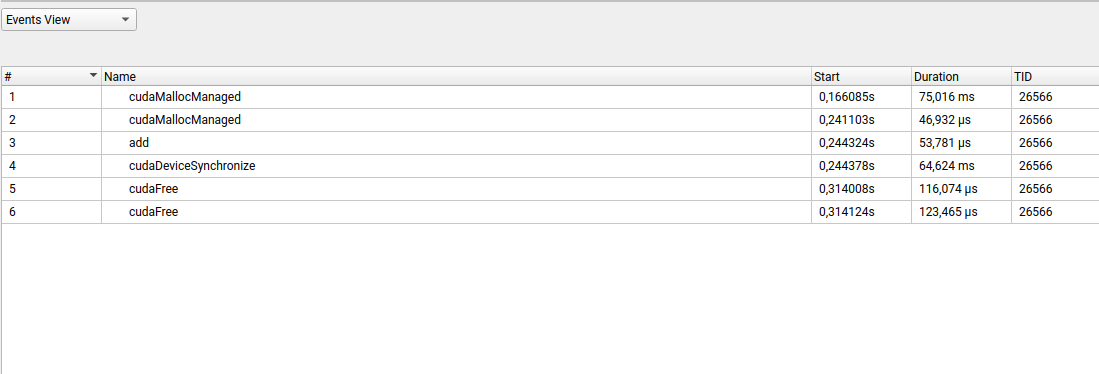 Events View
# Name Start Duration TID
1 cudaMallocManaged 0,166085s 75,016 ms 26566
2 cudaMallocManaged 0,241103s 46,932 µs 26566
3 add 0,244324s 53,781 µs 26566
4 cudaDeviceSynchronize 0,244378s 64,624 ms 26566
5 cudaFree 0,314008s 116,074 µs 26566
6 cudaFree 0,314124s 123,465 µs 26566